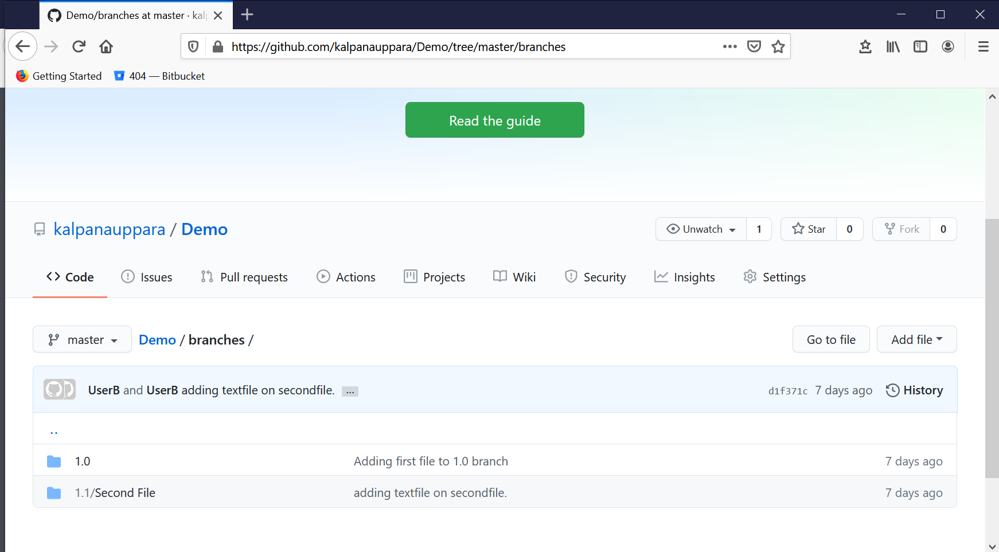 Demo/branches at master · kal
https://github.com/kalpanauppara/Demo/tree/master/branches
Getting Started 404 — Bitbucket
Read the guide
kalpanauppara / Demo Unwatch 1 Star 0 Fork 0
Code Issues Pull requests Actions Projects Wiki Security Insights Settings
master Demo / branches / Go to file Add file
UserB and UserB adding textfile on secondfile. … d1f371c 7 days ago History
..
1.0 Adding first file to 1.0 branch 7 days ago
1.1/Second File adding textfile on secondfile. 7 days ago